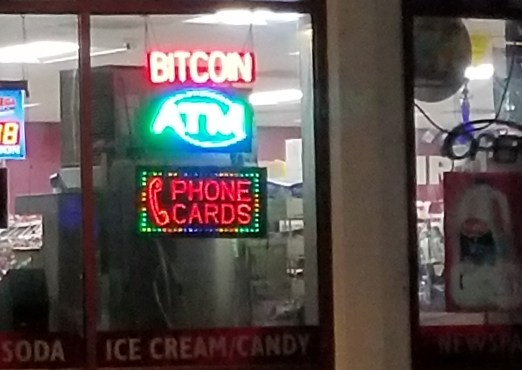 BITCOIN
ATM
PHONE
CARDS
SODA
ICE CREAM/CANDY